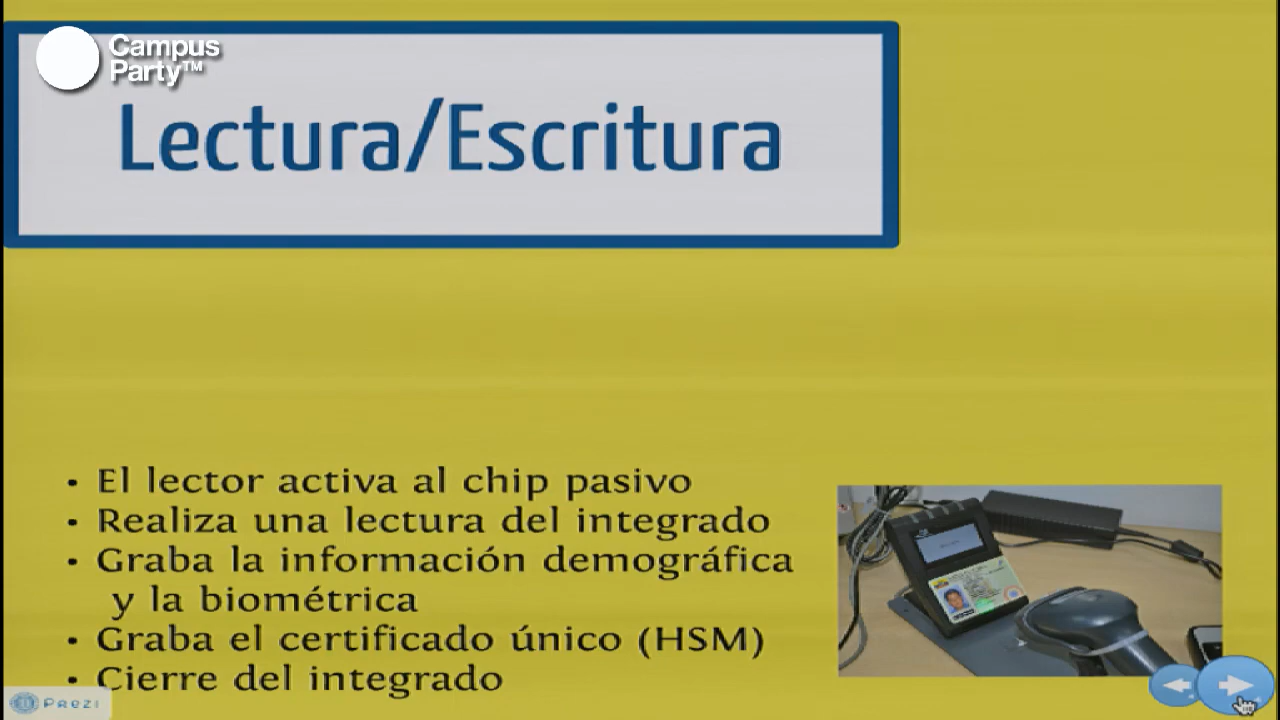 Campus
Party™
Lectura/Escritura
• El lector activa al chip pasivo
• Realiza una lectura del integrado
• Graba la información demográfica
y la biométrica
• Graba el certificado único (HSM)
• Cierre del integrado
Prezi